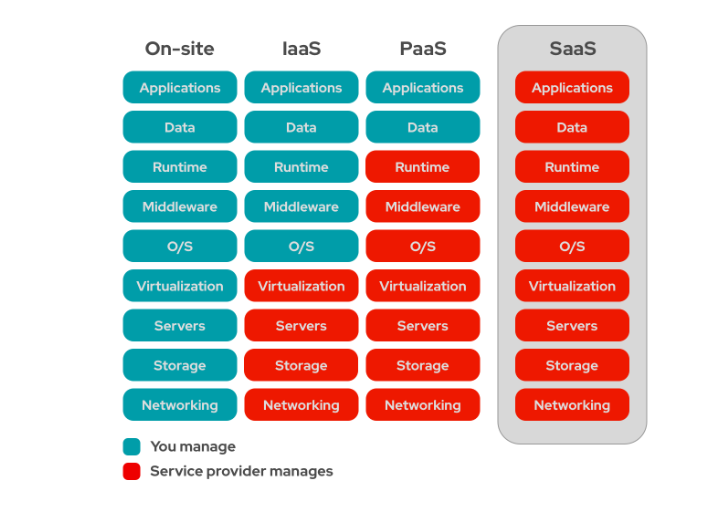 On-site IaaS PaaS SaaS
Applications Applications Applications Applications
Data Data Data Data
Runtime Runtime Runtime Runtime
Middleware Middleware Middleware Middleware
O/S O/S O/S O/S
Virtualization Virtualization Virtualization Virtualization
Servers Servers Servers Servers
Storage Storage Storage Storage
Networking Networking Networking Networking
You manage
Service provider manages